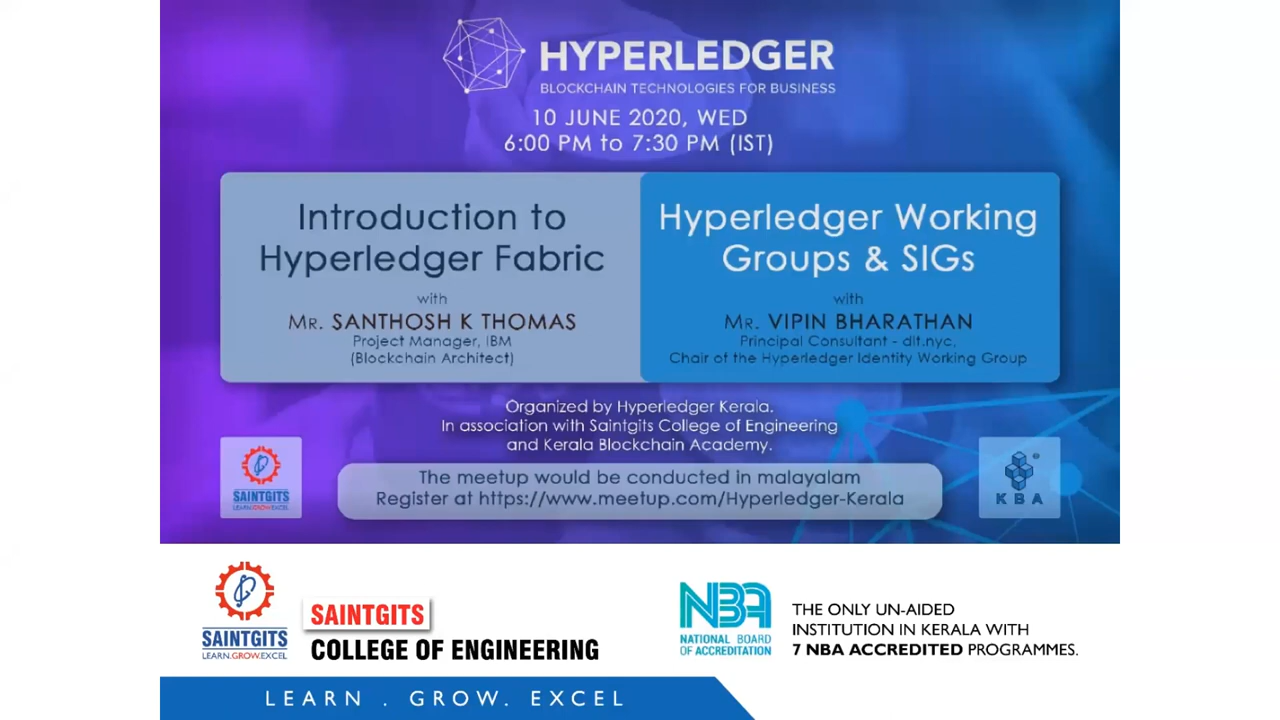 HYPERLEDGER
BLOCKCHAIN TECHNOLOGIES FOR BUSINESS
10 JUNE 2020, WED
6:00 PM to 7:30 PM (IST)
Introduction to
Hyperledger Fabric
with
MR. SANTHOSH K THOMAS
Project Manager, IBM
(Blockchain Architect)
Hyperledger Working
Groups & SIGs
with
MR. VIPIN BHARATHAN
Principal Consultant - dlt.nyc,
Chair of the Hyperledger Identity Working Group
Organized by Hyperledger Kerala.
In association with Saintgits College of Engineering
and Kerala Blockchain Academy.
SAINTGITS
LEARN.GROW.EXCEL
The meetup would be conducted in malayalam
Register at https://www.meetup.com/Hyperledger-Kerala
KBA
SAINTGITS
LEARN.GROW.EXCEL
SAINTGITS
COLLEGE OF ENGINEERING
NBA
NATIONAL BOARD
OF ACCREDITATION
THE ONLY UN-AIDED
INSTITUTION IN KERALA WITH
7 NBA ACCREDITED PROGRAMMES.
LEARN . GROW. EXCEL